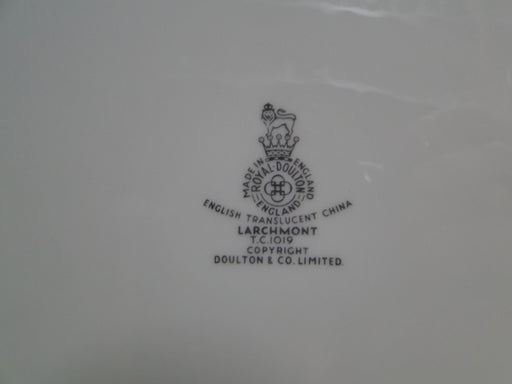 MADE IN ENGLAND
ROYAL·DOULTON
ENGLAND
ENGLISH TRANSLUCENT CHINA
LARCHMONT
T.C.1019
COPYRIGHT
DOULTON & CO. LIMITED.